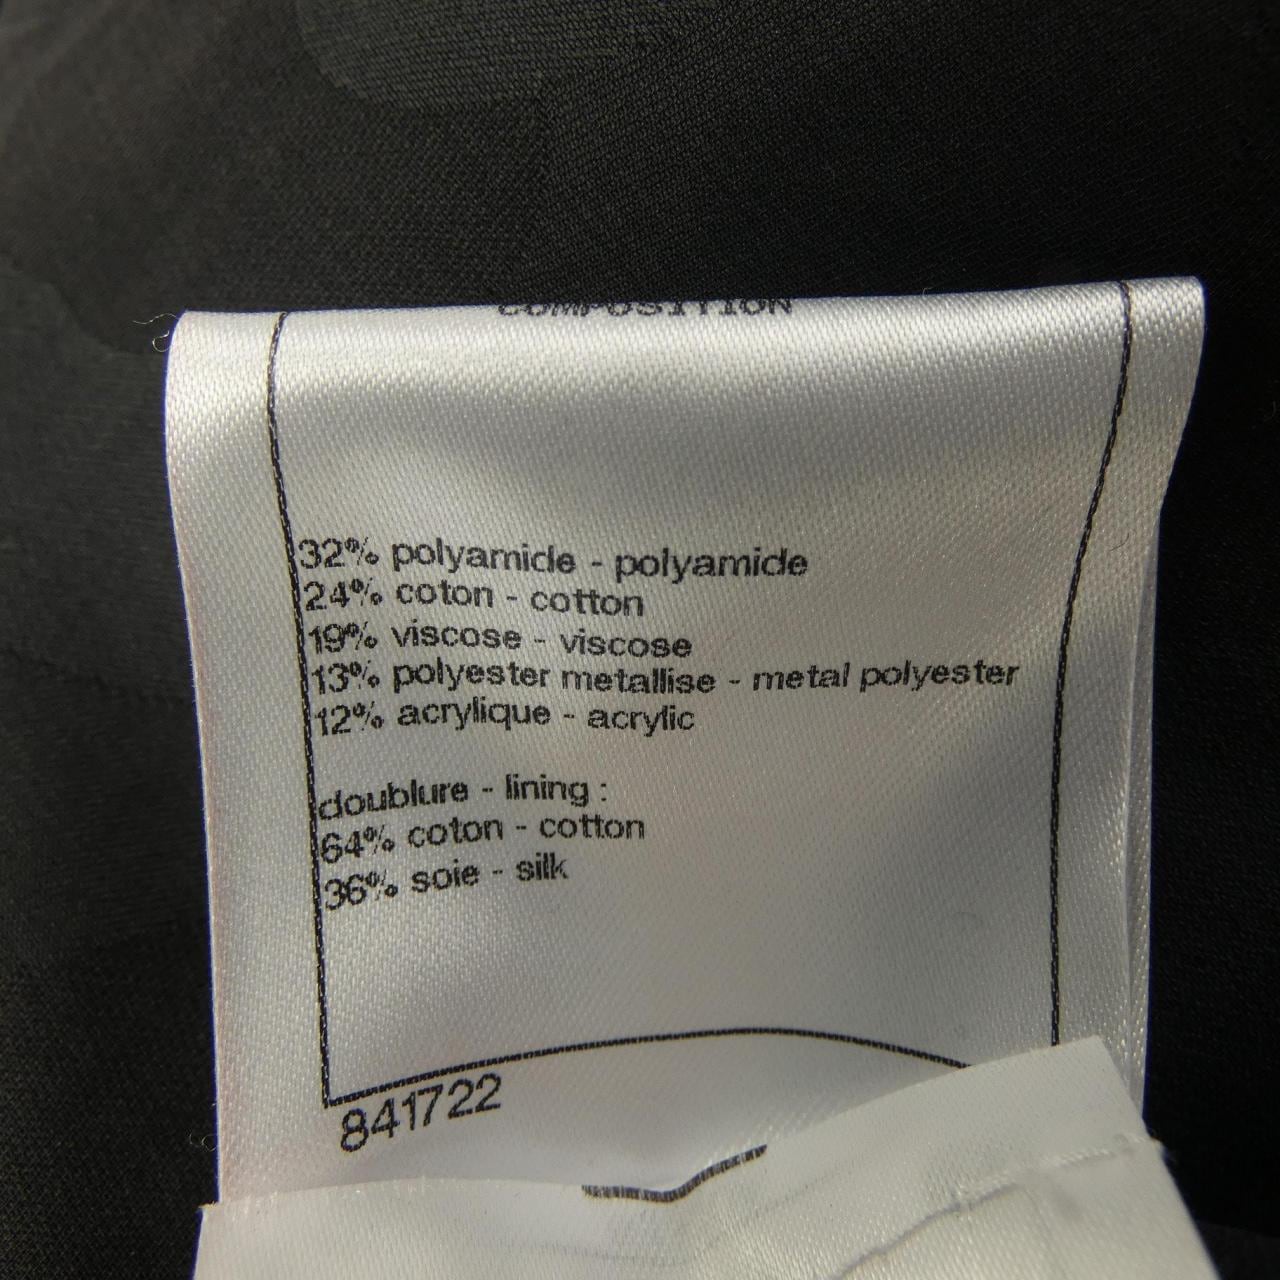 COMPOSITION
32% polyamide - polyamide
24% coton - cotton
19% viscose - viscose
13% polyester metallise - metal polyester
12% acrylique - acrylic
doublure - lining :
64% coton - cotton
36% soie - silk
841722